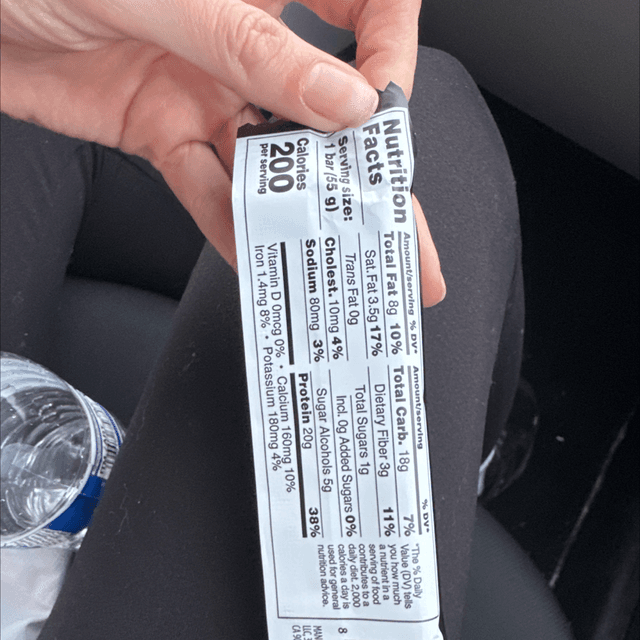 Nutrition
Facts
Serving size:
1 bar (55 g)
Calories
200
per serving
Amount/serving % DV*
Total Fat 8g 10%
Sat. Fat 3.5g 17%
Trans Fat 0g
Cholest. 10mg 4%
Sodium 80mg 3%
Amount/serving % DV*
Total Carb. 18g 7%
Dietary Fiber 3g 11%
Total Sugars 1g
Incl. 0g Added Sugars 0%
Sugar Alcohols 5g
Protein 20g 38%
Vitamin D 0mcg 0% • Calcium 160mg 10%
Iron 1.4mg 8% • Potassium 180mg 4%
*The % Daily
Value (DV) tells
you how much
a nutrient in a
serving of food
contributes to a
daily diet. 2,000
calories a day is
used for general
nutrition advice.
8